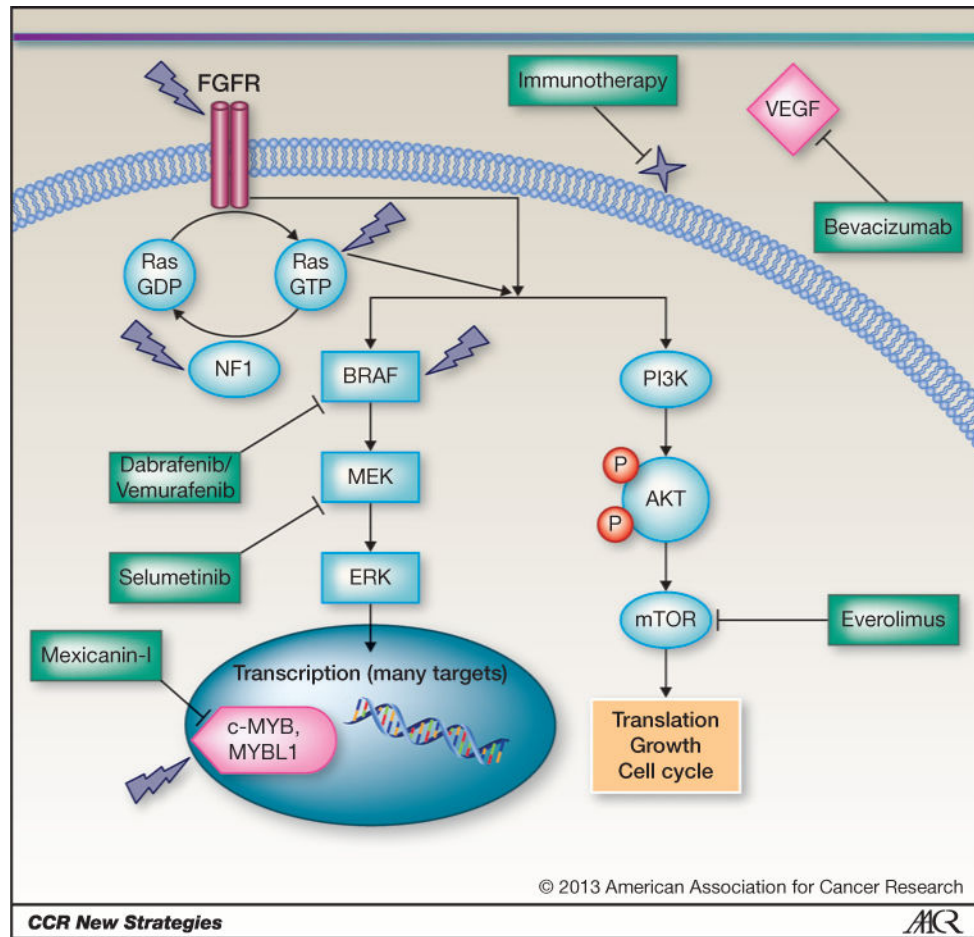 FGFR
Immunotherapy
VEGF
Bevacizumab
Ras
GDP
Ras
GTP
NF1
BRAF
PI3K
Dabrafenib/
Vemurafenib
MEK
P
AKT
P
Selumetinib
ERK
mTOR
Everolimus
Mexicanin-I
Transcription (many targets)
c-MYB,
MYBL1
Translation
Growth
Cell cycle
© 2013 American Association for Cancer Research
CCR New Strategies
AACR